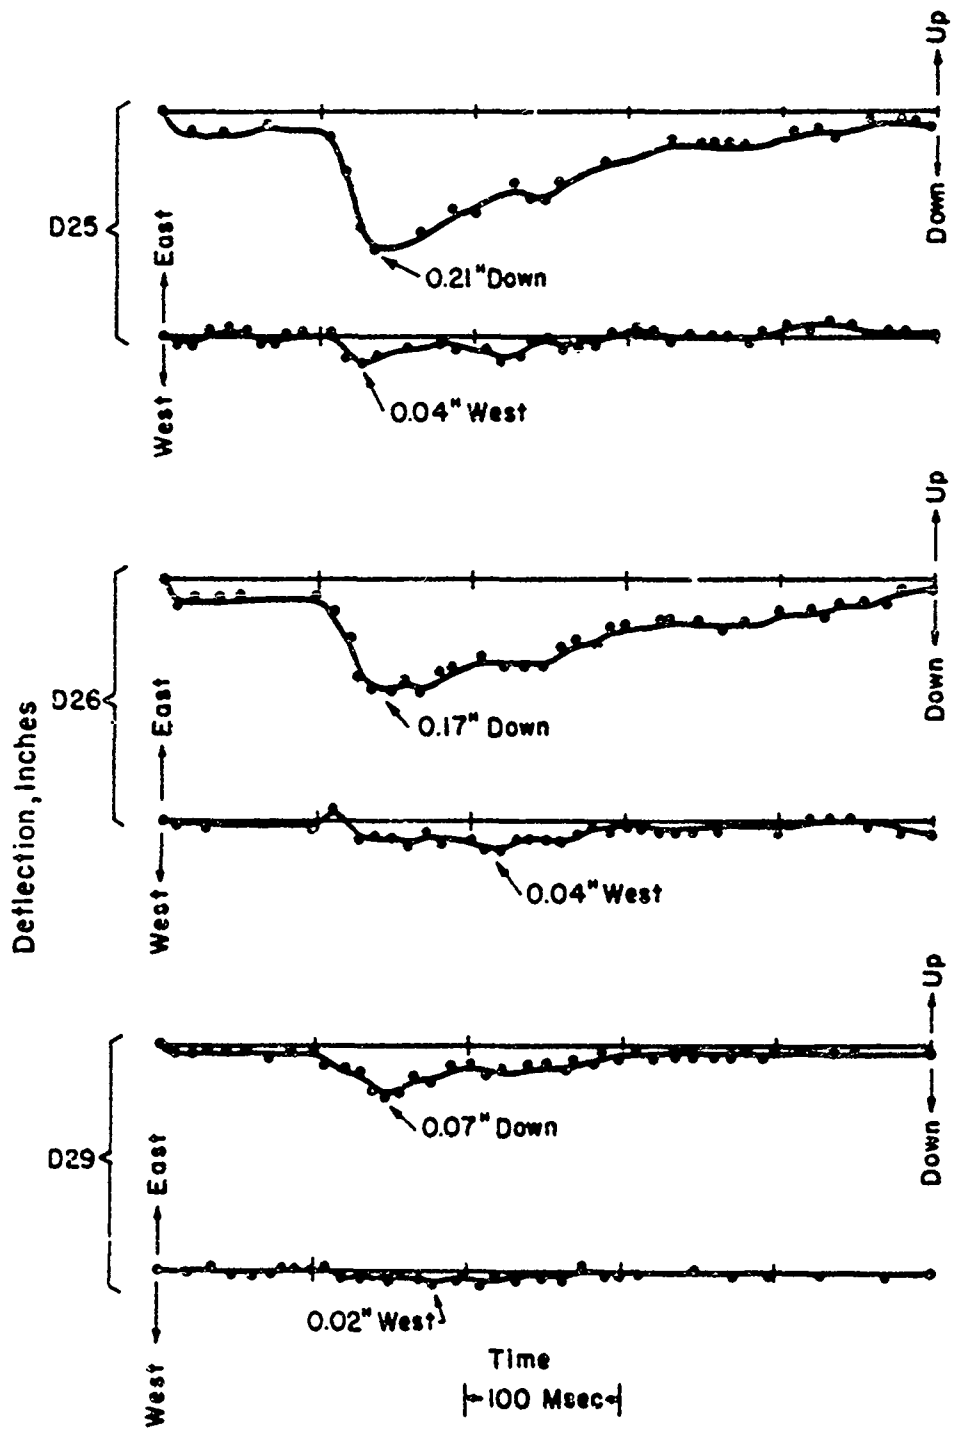 Up
Down
D25
East
West
0.21" Down
0.04" West
Up
Down
D26
East
West
0.17" Down
0.04" West
Deflection, Inches
Up
Down
D29
East
West
0.07" Down
0.02" West
Time
100 Msec